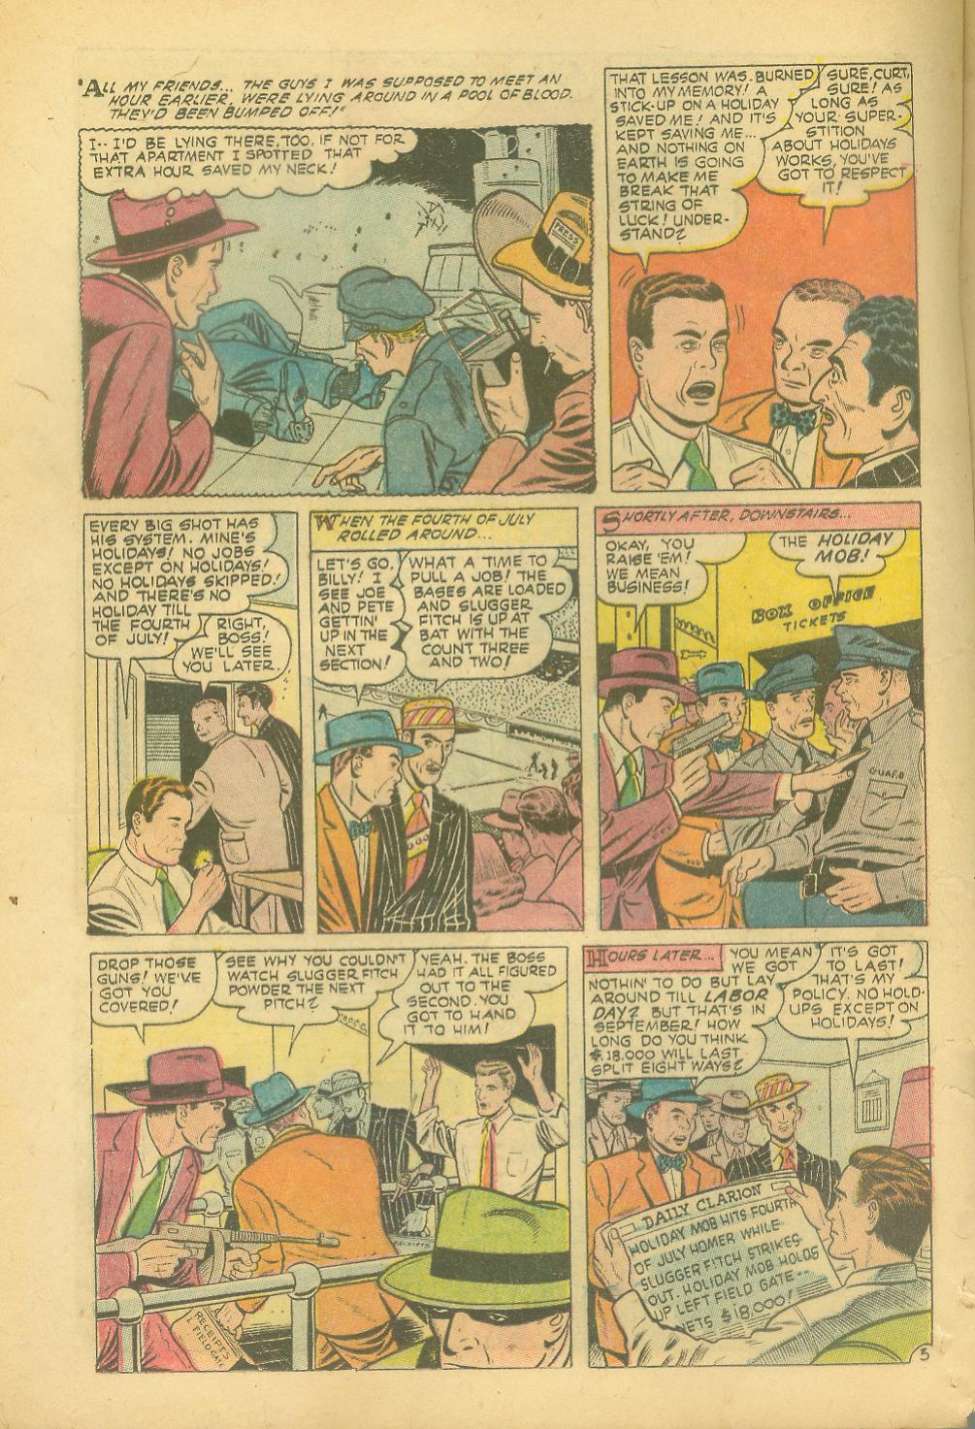 "ALL MY FRIENDS... THE GUYS I WAS SUPPOSED TO MEET AN
HOUR EARLIER, WERE LYING AROUND IN A POOL OF BLOOD.
THEY'D BEEN BUMPED OFF!"
I-- I'D BE LYING THERE, TOO, IF NOT FOR
THAT APARTMENT I SPOTTED THAT
EXTRA HOUR SAVED MY NECK!
PRESS
THAT LESSON WAS BURNED
INTO MY MEMORY! A
STICK-UP ON A HOLIDAY
SAVED ME! AND IT'S
KEPT SAVING ME...
AND NOTHING ON
EARTH IS GOING
TO MAKE ME
BREAK THAT
STRING OF
LUCK! UNDER-
STAND?
SURE, CURT,
SURE! AS
LONG AS
YOUR SUPER-
STITION
ABOUT HOLIDAYS
WORKS, YOU'VE
GOT TO RESPECT
IT!
EVERY BIG SHOT HAS
HIS SYSTEM. MINE'S
HOLIDAYS! NO JOBS
EXCEPT ON HOLIDAYS!
NO HOLIDAYS SKIPPED!
AND THERE'S NO
HOLIDAY TILL
THE FOURTH
OF JULY!
RIGHT,
BOSS!
WE'LL SEE
YOU LATER...
WHEN THE FOURTH OF JULY
ROLLED AROUND...
LET'S GO,
BILLY! I
SEE JOE
AND PETE
GETTIN'
UP IN THE
NEXT
SECTION!
WHAT A TIME TO
PULL A JOB! THE
BASES ARE LOADED
AND SLUGGER
FITCH IS UP AT
BAT WITH THE
COUNT THREE
AND TWO!
SHORTLY AFTER, DOWNSTAIRS...
OKAY, YOU
RAISE 'EM!
WE MEAN
BUSINESS!
THE HOLIDAY
MOB!
BOX OFFICE
TICKETS
GUARD
DROP THOSE
GUNS! WE'VE
GOT YOU
COVERED!
SEE WHY YOU COULDN'T
WATCH SLUGGER FITCH
POWDER THE NEXT
PITCH?
YEAH. THE BOSS
HAD IT ALL FIGURED
OUT TO THE
SECOND. YOU
GOT TO HAND
IT TO HIM!
RECEIPTS
RECEIPTS
L. FIELD GATE
HOURS LATER...
YOU MEAN
WE GOT
NOTHIN' TO DO BUT LAY
AROUND TILL LABOR
DAY? BUT THAT'S IN
SEPTEMBER! HOW
LONG DO YOU THINK
$18,000 WILL LAST
SPLIT EIGHT WAYS?
IT'S GOT
TO LAST!
THAT'S MY
POLICY. NO HOLD-
UPS EXCEPT ON
HOLIDAYS!
DAILY CLARION
HOLIDAY MOB HITS FOURTH
OF JULY HOMER WHILE
SLUGGER FITCH STRIKES
OUT. HOLIDAY MOB HOLDS
UP LEFT FIELD GATE--
NETS $18,000!
5